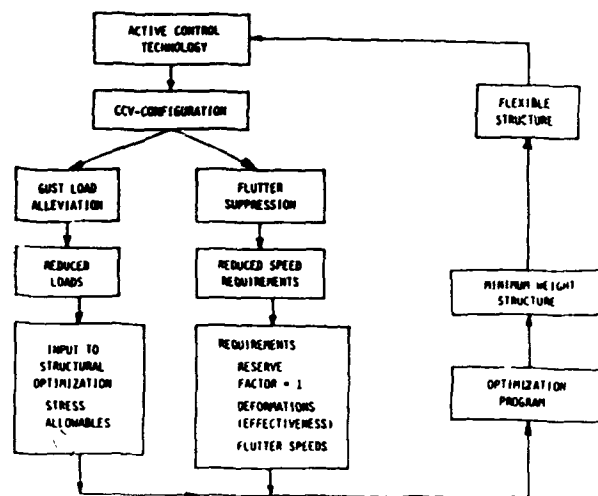 ACTIVE CONTROL
TECHNOLOGY
CCV-CONFIGURATION
GUST LOAD
ALLEVIATION
REDUCED
LOADS
INPUT TO
STRUCTURAL
OPTIMIZATION
STRESS
ALLOWABLES
FLUTTER
SUPPRESSION
REDUCED SPEED
REQUIREMENTS
REQUIREMENTS
RESERVE
FACTOR = 1
DEFORMATIONS
(EFFECTIVENESS)
FLUTTER SPEEDS
FLEXIBLE
STRUCTURE
MINIMUM WEIGHT
STRUCTURE
OPTIMIZATION
PROGRAM